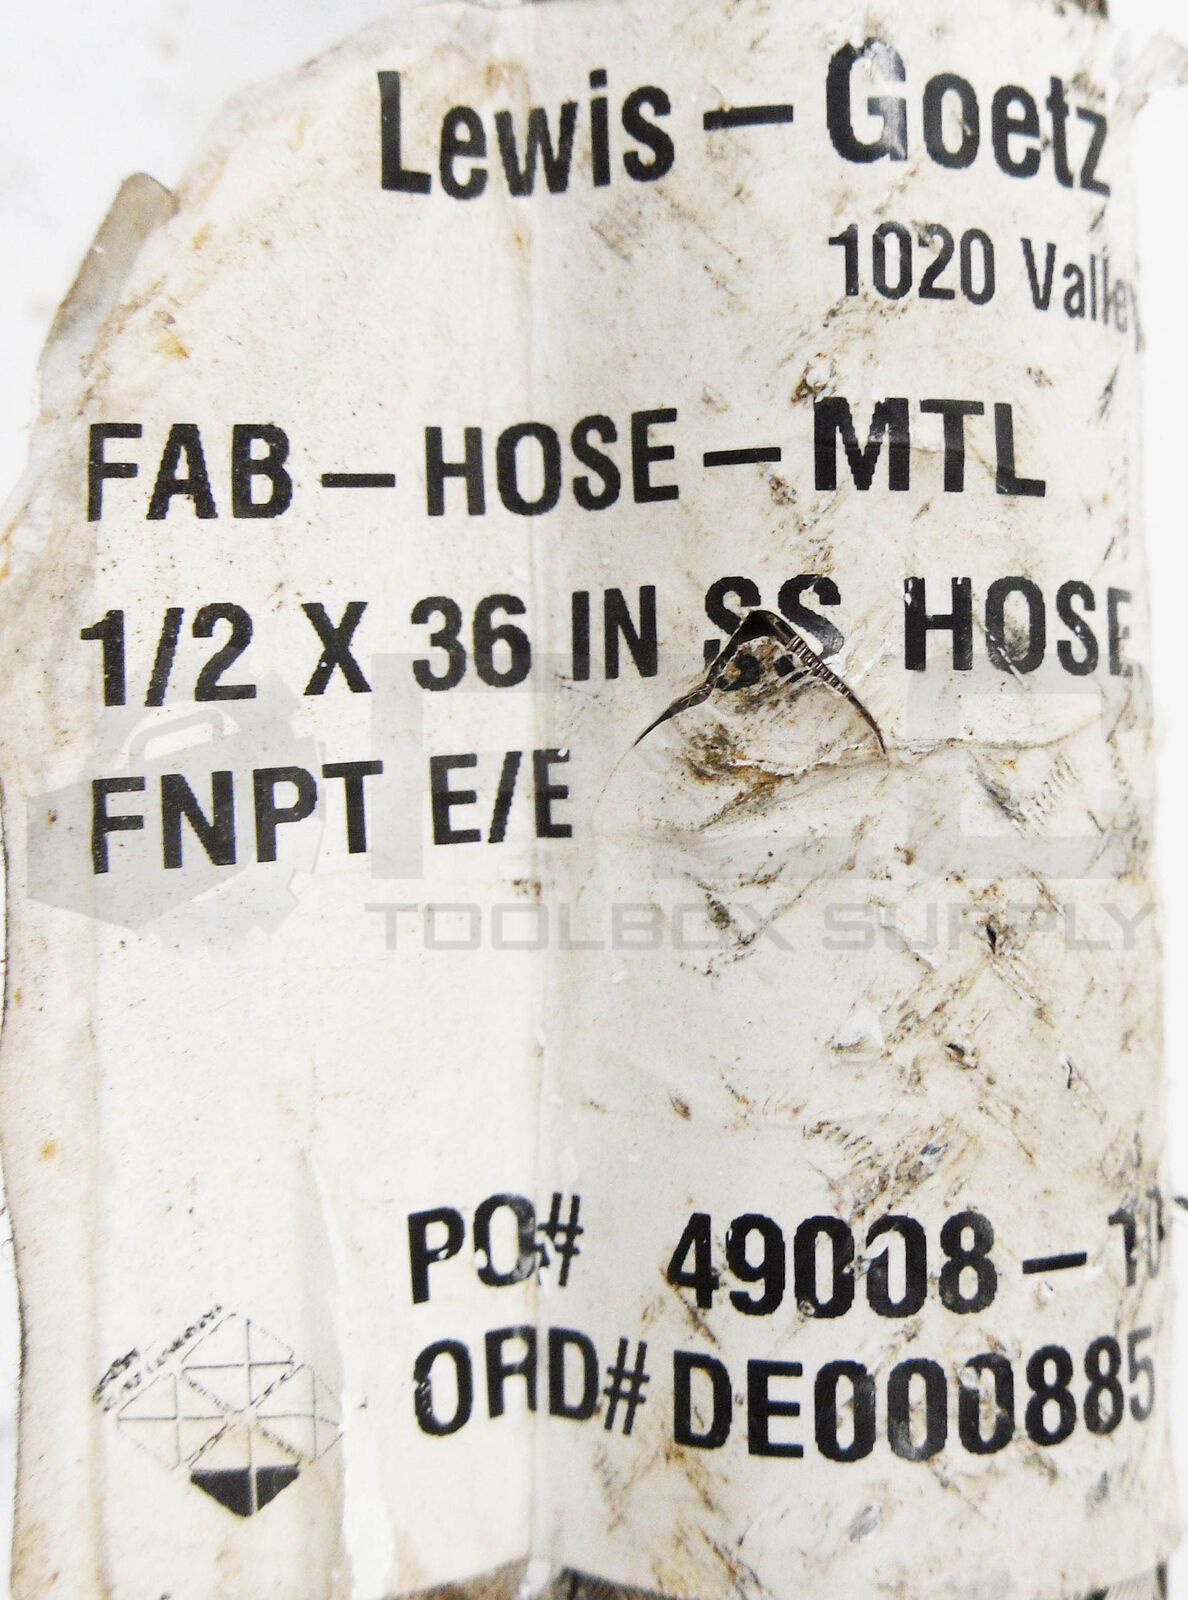 Lewis - Goetz
1020 Valley
FAB - HOSE - MTL
1/2 X 36 IN SS HOSE
FNPT E/E
TOOLBOX SUPPLY
PO# 49008 - 10
ORD# DE000885